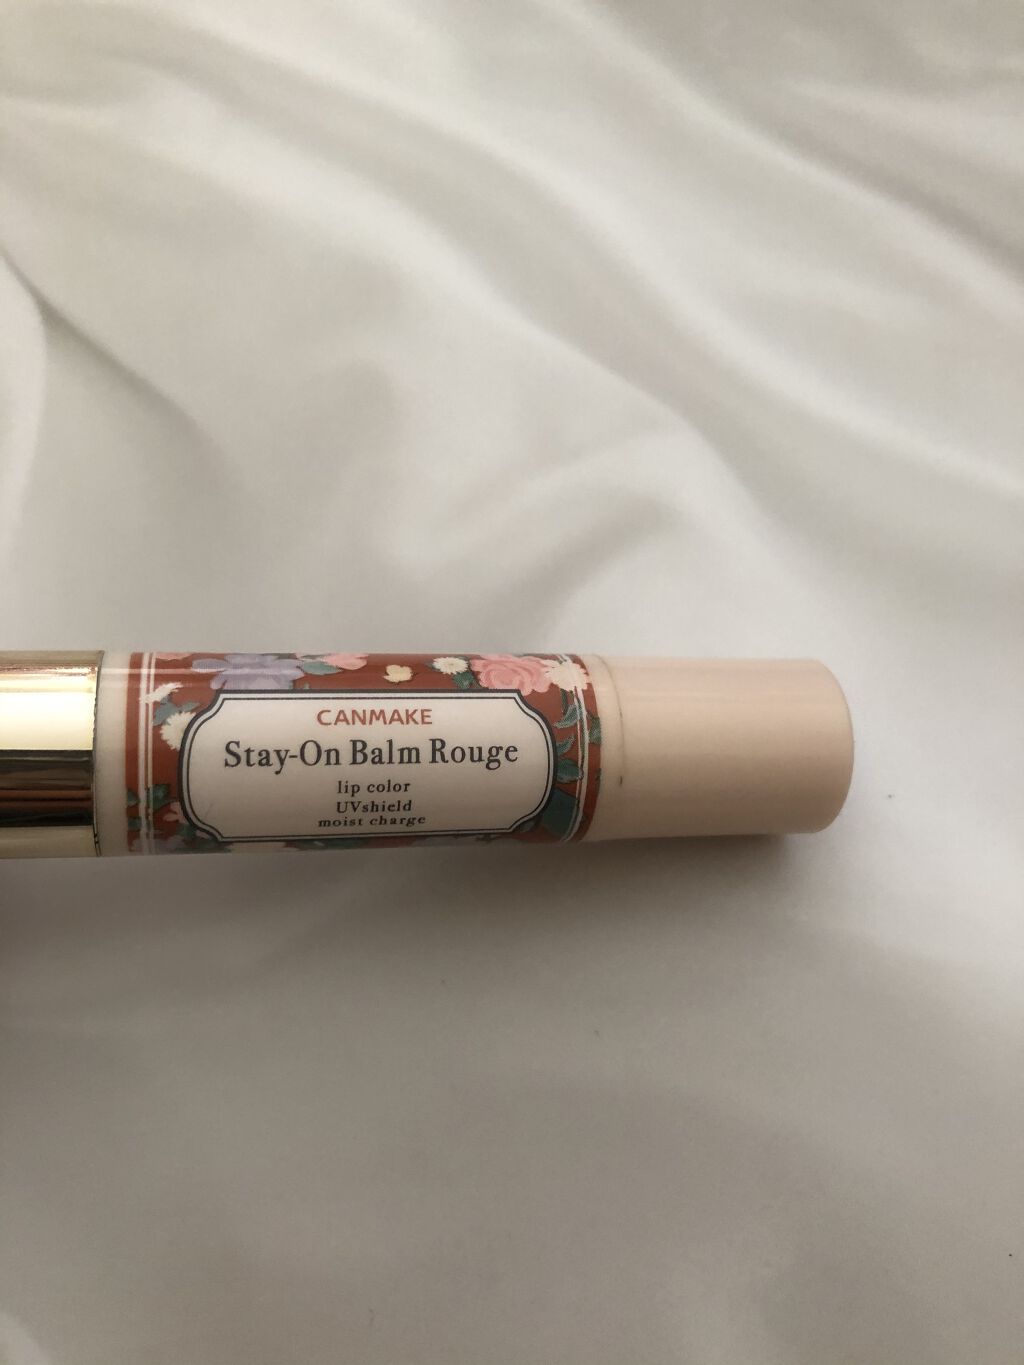 CANMAKE
Stay-On Balm Rouge
lip color
UVshield
moist charge